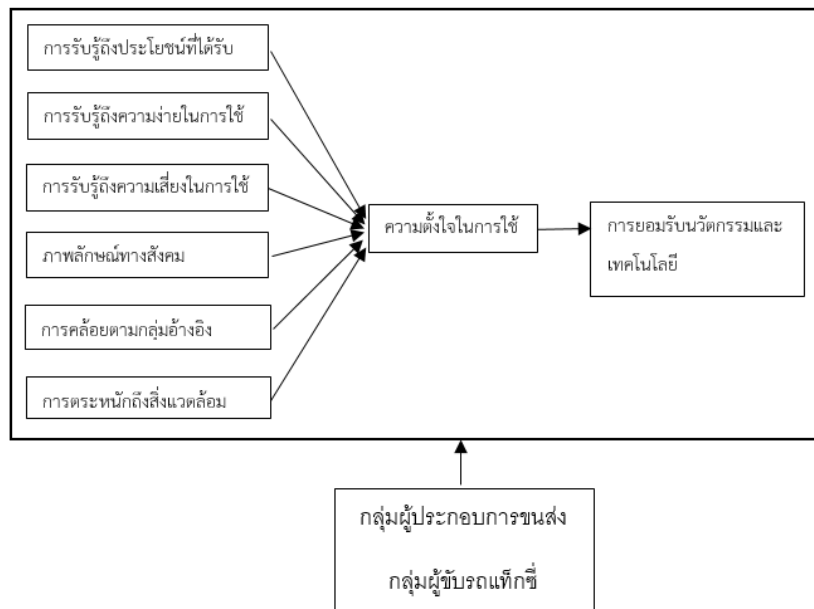 การรับรู้ถึงประโยชน์ที่ได้รับ
การรับรู้ถึงความง่ายในการใช้
การรับรู้ถึงความเสี่ยงในการใช้
ภาพลักษณ์ทางสังคม
การคล้อยตามกลุ่มอ้างอิง
การตระหนักถึงสิ่งแวดล้อม
ความตั้งใจในการใช้
การยอมรับนวัตกรรมและ
เทคโนโลยี
กลุ่มผู้ประกอบการขนส่ง
กลุ่มผู้ขับรถแท็กซี่